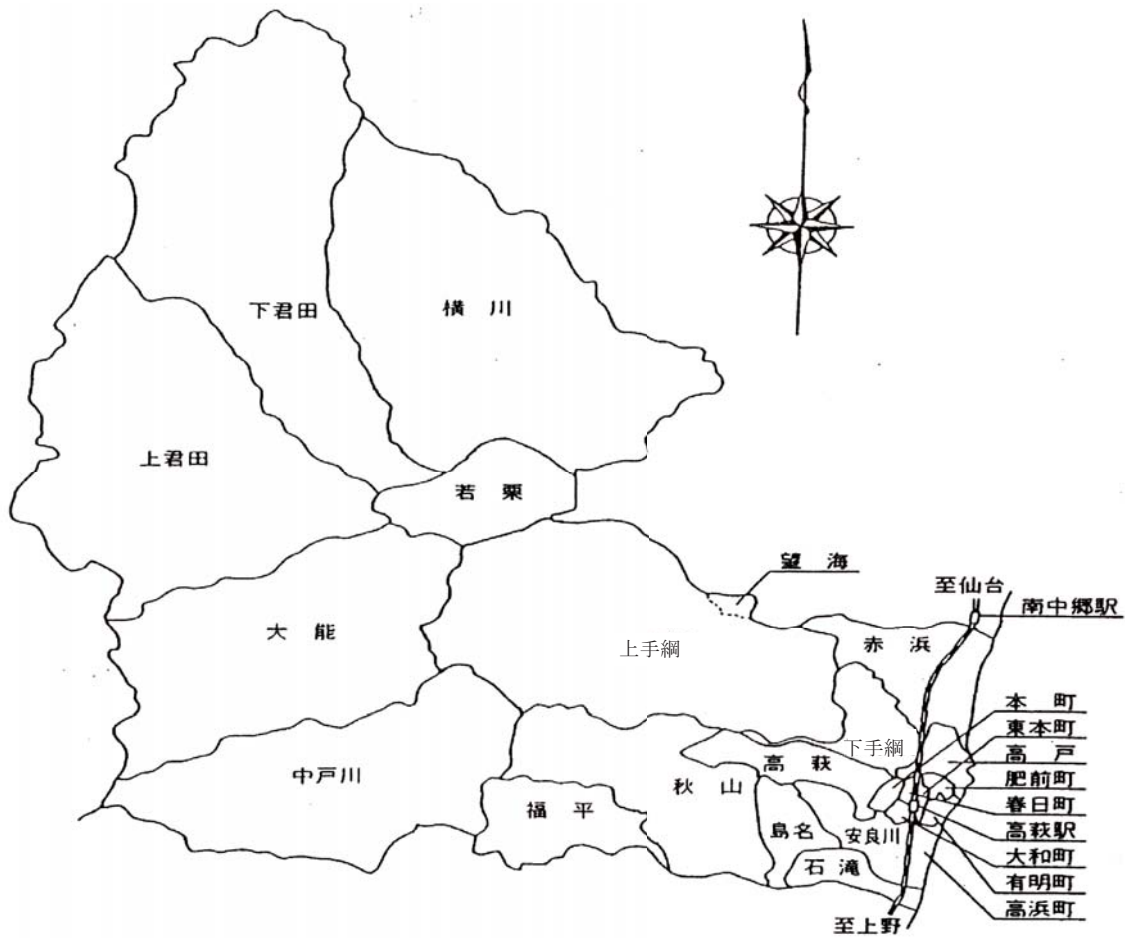 下君田
横川
上君田
若栗
望海
至仙台
南中郷駅
大能
上手綱
赤浜
本町
東本町
高戸
肥前町
春日町
高萩駅
大和町
有明町
高浜町
下手綱
高萩
中戸川
秋山
福平
島名
安良川
石滝
至上野